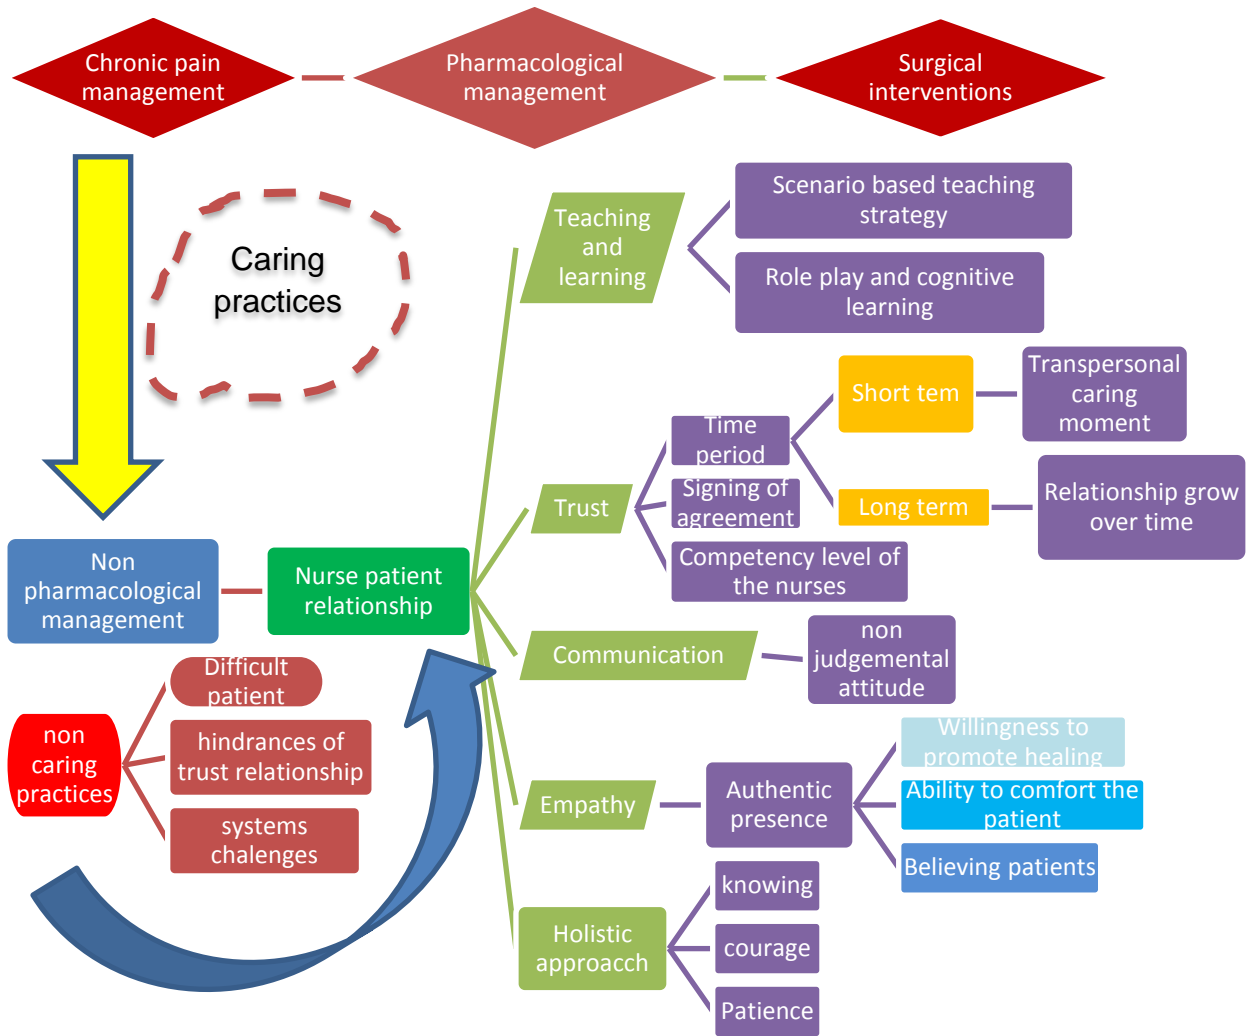 Chronic pain
management
Pharmacological
management
Surgical
interventions
Caring
practices
Teaching
and
learning
Scenario based teaching
strategy
Role play and cognitive
learning
Trust
Time
period
Short tem
Transpersonal
caring
moment
Long term
Relationship grow
over time
Signing of
agreement
Competency level of
the nurses
Non
pharmacological
management
Nurse patient
relationship
Communication
non
judgemental
attitude
non
caring
practices
Difficult
patient
hindrances of
trust relationship
systems
chalenges
Empathy
Authentic
presence
Willingness to
promote healing
Ability to comfort the
patient
Believing patients
Holistic
approacch
knowing
courage
Patience